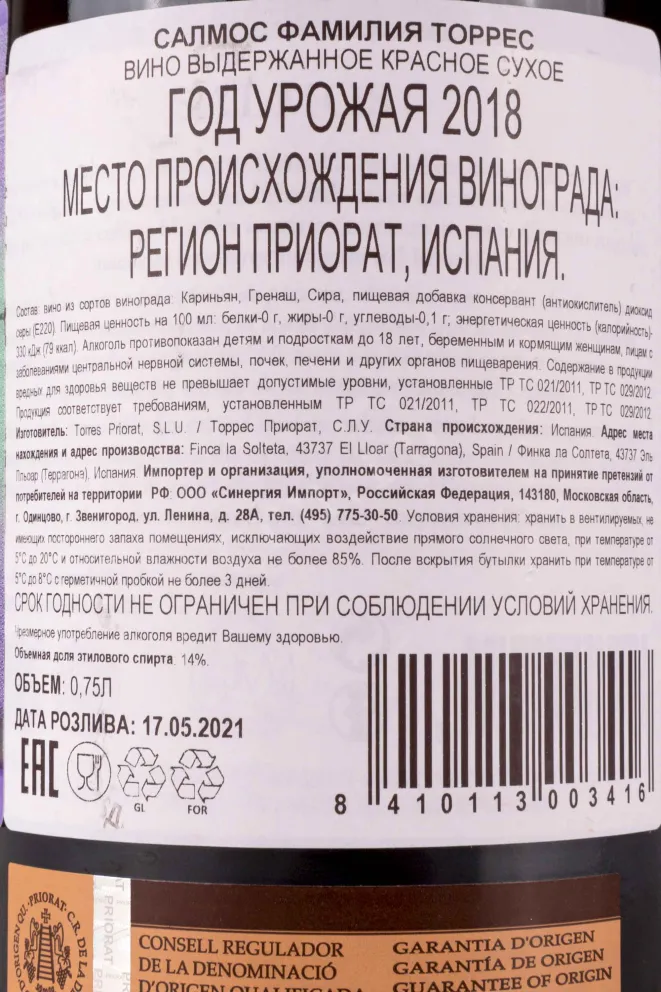 САЛМОС ФАМИЛИЯ ТОРРЕС
ВИНО ВЫДЕРЖАННОЕ КРАСНОЕ СУХОЕ
ГОД УРОЖАЯ 2018
МЕСТО ПРОИСХОЖДЕНИЯ ВИНОГРАДА:
РЕГИОН ПРИОРАТ, ИСПАНИЯ.
Состав: вино из сортов винограда: Кариньян, Гренаш, Сира, пищевая добавка консервант (антиокислитель) диоксид
серы (Е220). Пищевая ценность на 100 мл: белки-0 г, жиры-0 г, углеводы-0,1 г; энергетическая ценность (калорийность)-
330 кДж (79 ккал). Алкоголь противопоказан детям и подросткам до 18 лет, беременным и кормящим женщинам, лицам с
заболеваниями центральной нервной системы, почек, печени и других органов пищеварения. Содержание в продукции
вредных для здоровья веществ не превышает допустимые уровни, установленные ТР ТС 021/2011, ТР ТС 029/2012.
Продукция соответствует требованиям, установленным ТР ТС 021/2011, ТР ТС 022/2011, ТР ТС 029/2012
Изготовитель: Torres Priorat, S.L.U. / Торрес Приорат, С.Л.У. Страна происхождения: Испания. Адрес места
нахождения и адрес производства: Finca la Solteta, 43737 El Lloar (Tarragona), Spain / Финка ла Солтета, 43737 Эль
Льоар (Террагона), Испания. Импортер и организация, уполномоченная изготовителем на принятие претензий от
потребителей на территории РФ: ООО «Синергия Импорт», Российская Федерация, 143180, Московская область,
г. Одинцово, г. Звенигород, ул. Ленина, д. 28А, тел. (495) 775-30-50. Условия хранения: хранить в вентилируемых, не
имеющих постороннего запаха помещениях, исключающих воздействие прямого солнечного света, при температуре от
5°С до 20°С и относительной влажности воздуха не более 85%. После вскрытия бутылки хранить при температуре от
5°С до 8°С с герметичной пробкой не более 3 дней.
СРОК ГОДНОСТИ НЕ ОГРАНИЧЕН ПРИ СОБЛЮДЕНИИ УСЛОВИЙ ХРАНЕНИЯ.
Чрезмерное употребление алкоголя вредит Вашему здоровью.
Объемная доля этилового спирта: 14%.
ОБЪЕМ: 0,75Л
ДАТА РОЗЛИВА: 17.05.2021
EAC
GL
FOR
8 410113 003416
PRIORAT
PRIORAT
CONSELL REGULADOR
DE LA DENOMINACIÓ
D'ORIGEN QUALIFICADA
GARANTIA D'ORIGEN
GARANTÍA DE ORIGEN
GUARANTEE OF ORIGIN